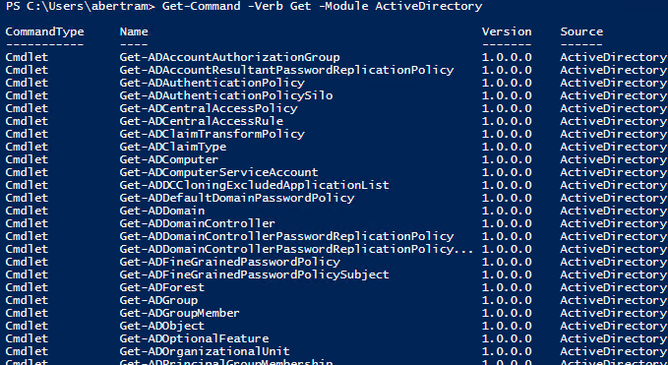 PS C:\Users\abertram> Get-Command -Verb Get -Module ActiveDirectory
CommandType Name Version Source
----------- ---- ------- ------
Cmdlet Get-ADAccountAuthorizationGroup 1.0.0.0 ActiveDirectory
Cmdlet Get-ADAccountResultantPasswordReplicationPolicy 1.0.0.0 ActiveDirectory
Cmdlet Get-ADAuthenticationPolicy 1.0.0.0 ActiveDirectory
Cmdlet Get-ADAuthenticationPolicySilo 1.0.0.0 ActiveDirectory
Cmdlet Get-ADCentralAccessPolicy 1.0.0.0 ActiveDirectory
Cmdlet Get-ADCentralAccessRule 1.0.0.0 ActiveDirectory
Cmdlet Get-ADClaimTransformPolicy 1.0.0.0 ActiveDirectory
Cmdlet Get-ADClaimType 1.0.0.0 ActiveDirectory
Cmdlet Get-ADComputer 1.0.0.0 ActiveDirectory
Cmdlet Get-ADComputerServiceAccount 1.0.0.0 ActiveDirectory
Cmdlet Get-ADDCCloningExcludedApplicationList 1.0.0.0 ActiveDirectory
Cmdlet Get-ADDefaultDomainPasswordPolicy 1.0.0.0 ActiveDirectory
Cmdlet Get-ADDomain 1.0.0.0 ActiveDirectory
Cmdlet Get-ADDomainController 1.0.0.0 ActiveDirectory
Cmdlet Get-ADDomainControllerPasswordReplicationPolicy 1.0.0.0 ActiveDirectory
Cmdlet Get-ADDomainControllerPasswordReplicationPolicy... 1.0.0.0 ActiveDirectory
Cmdlet Get-ADFineGrainedPasswordPolicy 1.0.0.0 ActiveDirectory
Cmdlet Get-ADFineGrainedPasswordPolicySubject 1.0.0.0 ActiveDirectory
Cmdlet Get-ADForest 1.0.0.0 ActiveDirectory
Cmdlet Get-ADGroup 1.0.0.0 ActiveDirectory
Cmdlet Get-ADGroupMember 1.0.0.0 ActiveDirectory
Cmdlet Get-ADObject 1.0.0.0 ActiveDirectory
Cmdlet Get-ADOptionalFeature 1.0.0.0 ActiveDirectory
Cmdlet Get-ADOrganizationalUnit 1.0.0.0 ActiveDirectory
Cmdlet Get-ADPrincipalGroupMembership 1.0.0.0 ActiveDirectory